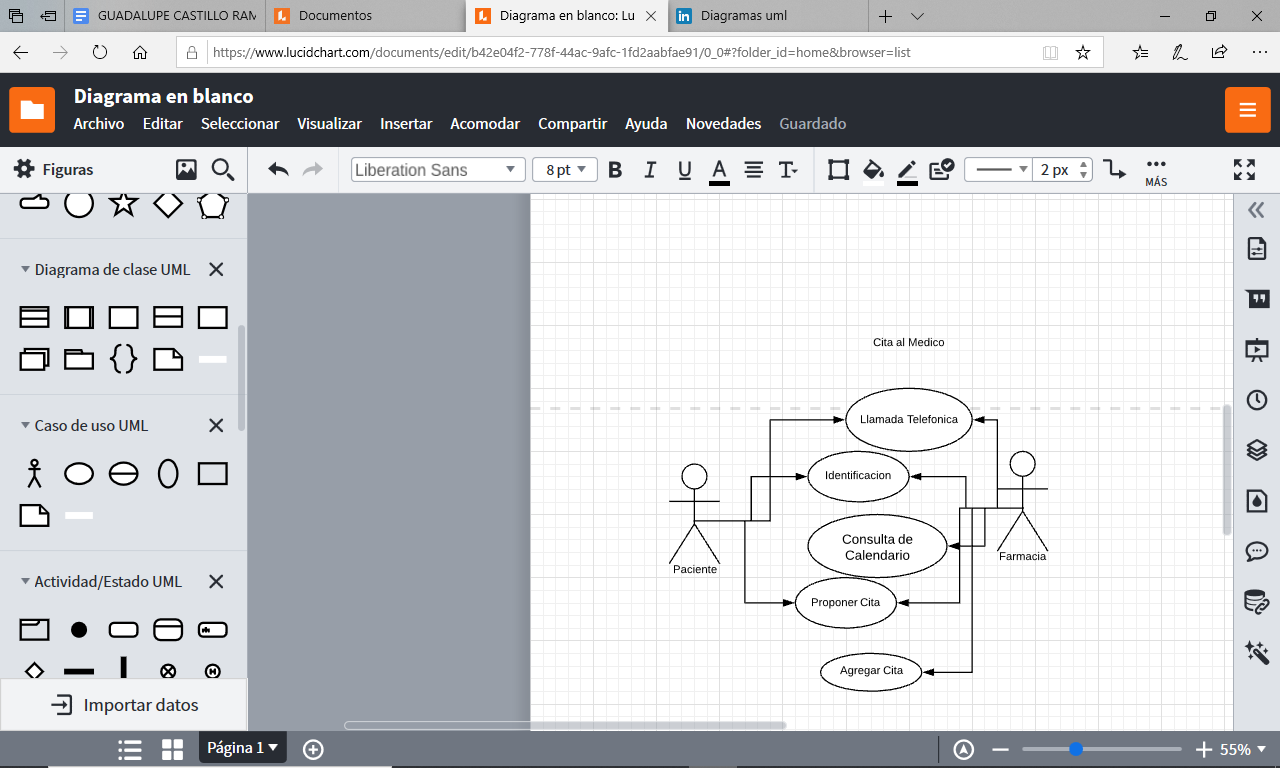 GUADALUPE CASTILLO RAM
Documentos
Diagrama en blanco: Lu
Diagramas uml
https://www.lucidchart.com/documents/edit/b42e04f2-778f-44ac-9afc-1fd2aabfae91/0_0#?folder_id=home&browser=list
Diagrama en blanco
Archivo Editar Seleccionar Visualizar Insertar Acomodar Compartir Ayuda Novedades Guardado
Figuras
Liberation Sans
8 pt
B I U A T
2 px
MÁS
Diagrama de clase UML
Caso de uso UML
Actividad/Estado UML
Importar datos
Cita al Medico
Llamada Telefonica
Identificacion
Consulta de
Calendario
Farmacia
Paciente
Proponer Cita
Agregar Cita
Página 1
55%